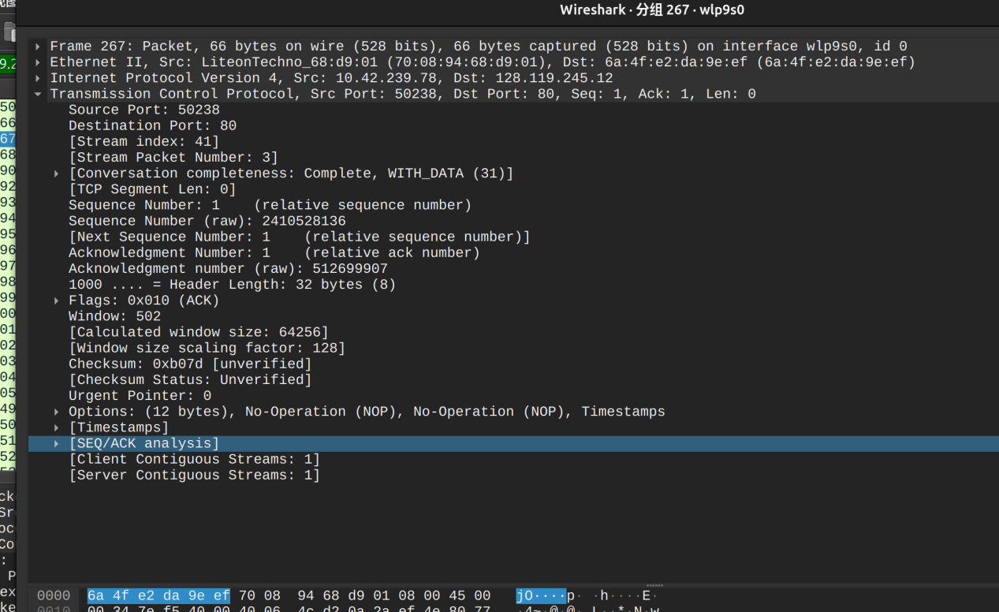 Wireshark · 分组 267 · wlp9s0
Frame 267: Packet, 66 bytes on wire (528 bits), 66 bytes captured (528 bits) on interface wlp9s0, id 0
Ethernet II, Src: LiteonTechno_68:d9:01 (70:08:94:68:d9:01), Dst: 6a:4f:e2:da:9e:ef (6a:4f:e2:da:9e:ef)
Internet Protocol Version 4, Src: 10.42.239.78, Dst: 128.119.245.12
Transmission Control Protocol, Src Port: 50238, Dst Port: 80, Seq: 1, Ack: 1, Len: 0
Source Port: 50238
Destination Port: 80
[Stream index: 41]
[Stream Packet Number: 3]
[Conversation completeness: Complete, WITH_DATA (31)]
[TCP Segment Len: 0]
Sequence Number: 1    (relative sequence number)
Sequence Number (raw): 2410528136
[Next Sequence Number: 1    (relative sequence number)]
Acknowledgment Number: 1    (relative ack number)
Acknowledgment number (raw): 512699907
1000 .... = Header Length: 32 bytes (8)
Flags: 0x010 (ACK)
Window: 502
[Calculated window size: 64256]
[Window size scaling factor: 128]
Checksum: 0xb07d [unverified]
[Checksum Status: Unverified]
Urgent Pointer: 0
Options: (12 bytes), No-Operation (NOP), No-Operation (NOP), Timestamps
[Timestamps]
[SEQ/ACK analysis]
[Client Contiguous Streams: 1]
[Server Contiguous Streams: 1]
0000 6a 4f e2 da 9e ef 70 08 94 68 d9 01 08 00 45 00 jO····p· ·h····E·